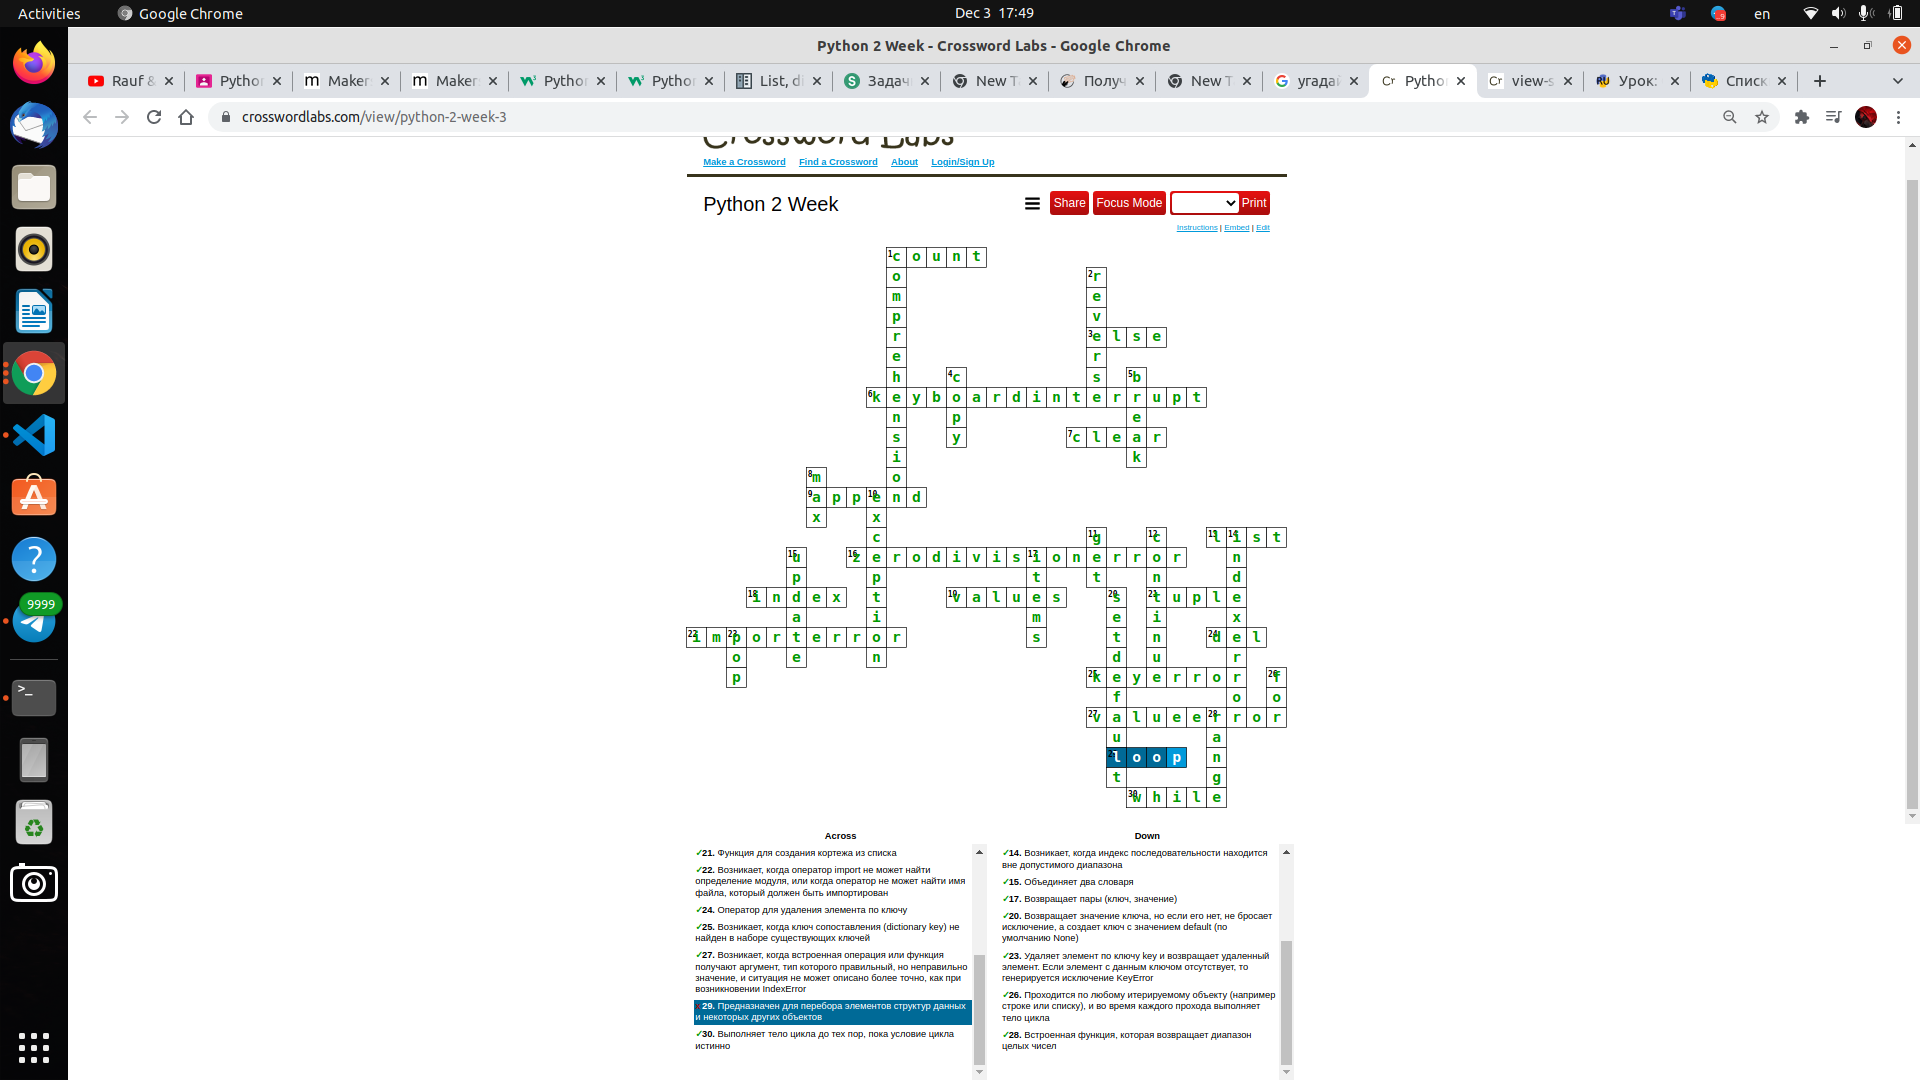 Activities
Google Chrome
Dec 3 17:49
en
Python 2 Week - Crossword Labs - Google Chrome
Rauf &
Python
Maker
Maker
Python
Python
List, di
Задач
New Ta
Получ
New Ta
угадай
Python
view-s
Урок:
Списк
crosswordlabs.com/view/python-2-week-3
Crossword Labs
Make a Crossword
Find a Crossword
About
Login/Sign Up
Python 2 Week
Share
Focus Mode
Print
Instructions | Embed | Edit
9999
1 count
comprehension
2 reverse
3 else
4 copy
5 break
6 keyboardinterrupt
7 clear
8 max
9 append
10 exception
11 get
12 continue
13 list
14 indexerror
15 update
16 zerodivisionerror
17 items
18 index
19 values
20 setdefault
21 tuple
22 importerror
23 pop
24 del
25 keyerror
26 for
27 valueerror
28 range
loop
30 while
Across
✓21. Функция для создания кортежа из списка
✓22. Возникает, когда оператор import не может найти
определение модуля, или когда оператор не может найти имя
файла, который должен быть импортирован
✓24. Оператор для удаления элемента по ключу
✓25. Возникает, когда ключ сопоставления (dictionary key) не
найден в наборе существующих ключей
✓27. Возникает, когда встроенная операция или функция
получают аргумент, тип которого правильный, но неправильно
значение, и ситуация не может описано более точно, как при
возникновении IndexError
29. Предназначен для перебора элементов структур данных
и некоторых других объектов
✓30. Выполняет тело цикла до тех пор, пока условие цикла
истинно
Down
✓14. Возникает, когда индекс последовательности находится
вне допустимого диапазона
✓15. Объединяет два словаря
✓17. Возвращает пары (ключ, значение)
✓20. Возвращает значение ключа, но если его нет, не бросает
исключение, а создает ключ с значением default (по
умолчанию None)
✓23. Удаляет элемент по ключу key и возвращает удаленный
элемент. Если элемент с данным ключом отсутствует, то
генерируется исключение KeyError
✓26. Проходится по любому итерируемому объекту (например
строке или списку), и во время каждого прохода выполняет
тело цикла
✓28. Встроенная функция, которая возвращает диапазон
целых чисел